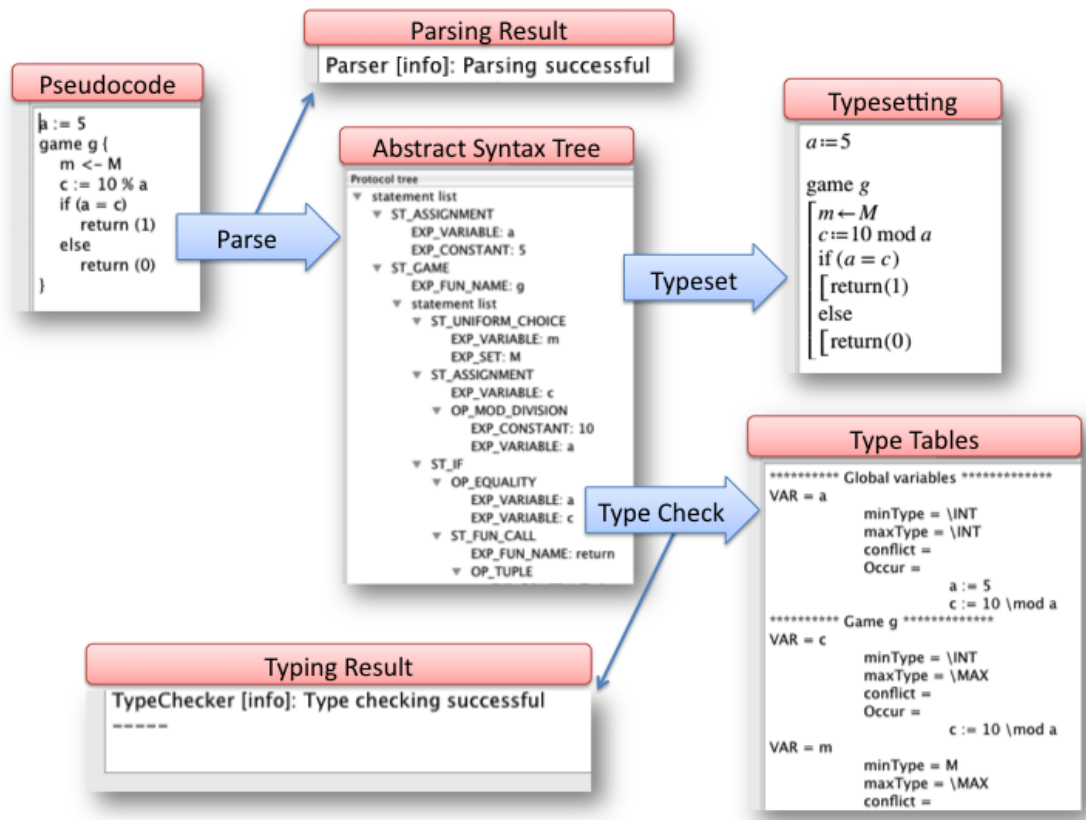 Parsing Result
Parser [info]: Parsing successful
Pseudocode
a := 5
game g {
m <- M
c := 10 % a
if (a = c)
return (1)
else
return (0)
}
Parse
Abstract Syntax Tree
Protocol tree
statement list
ST_ASSIGNMENT
EXP_VARIABLE: a
EXP_CONSTANT: 5
ST_GAME
EXP_FUN_NAME: g
statement list
ST_UNIFORM_CHOICE
EXP_VARIABLE: m
EXP_SET: M
ST_ASSIGNMENT
EXP_VARIABLE: c
OP_MOD_DIVISION
EXP_CONSTANT: 10
EXP_VARIABLE: a
ST_IF
OP_EQUALITY
EXP_VARIABLE: a
EXP_VARIABLE: c
ST_FUN_CALL
EXP_FUN_NAME: return
OP_TUPLE
Typeset
Typesetting
a:=5
game g
m←M
c:=10 mod a
if (a = c)
return(1)
else
return(0)
Type Check
Type Tables
********** Global variables *************
VAR = a
minType = \INT
maxType = \INT
conflict =
Occur =
a := 5
c := 10 \mod a
********** Game g *************
VAR = c
minType = \INT
maxType = \MAX
conflict =
Occur =
c := 10 \mod a
VAR = m
minType = M
maxType = \MAX
conflict =
Typing Result
TypeChecker [info]: Type checking successful
-----